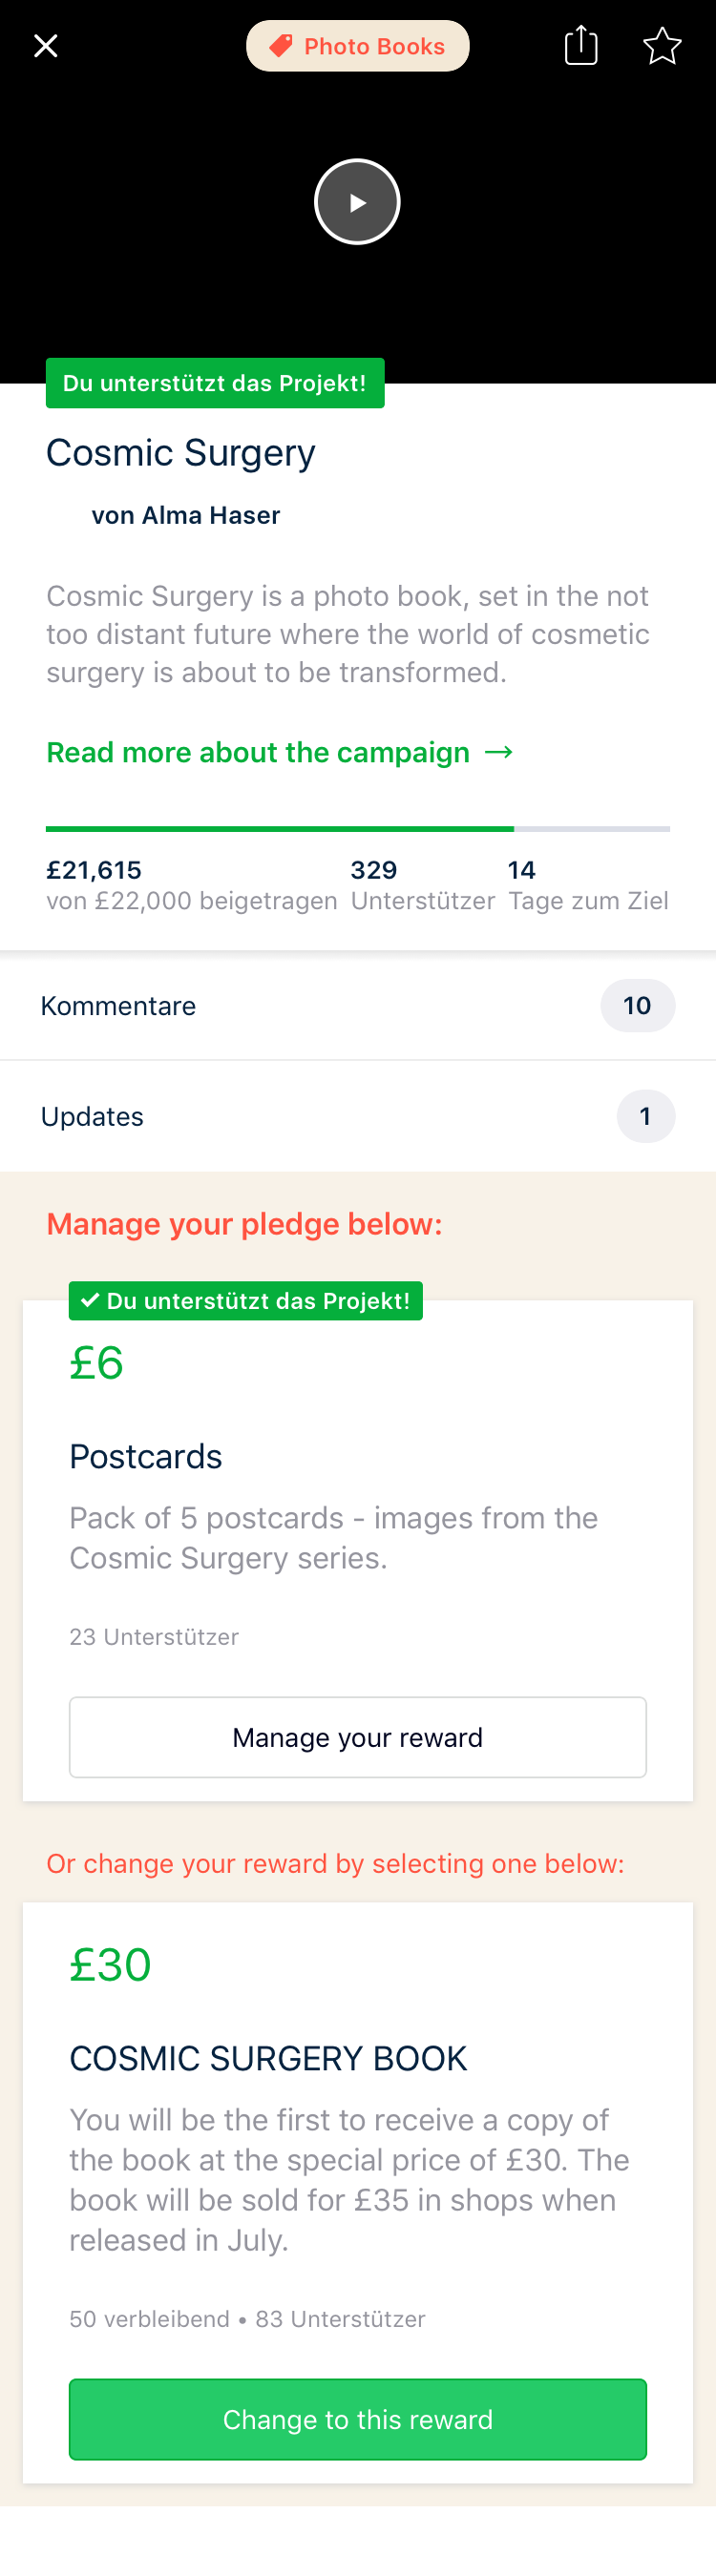 Photo Books
Du unterstützt das Projekt!
Cosmic Surgery
von Alma Haser
Cosmic Surgery is a photo book, set in the not
too distant future where the world of cosmetic
surgery is about to be transformed.
Read more about the campaign →
£21,615
von £22,000 beigetragen
329
Unterstützer
14
Tage zum Ziel
Kommentare
10
Updates
1
Manage your pledge below:
✓ Du unterstützt das Projekt!
£6
Postcards
Pack of 5 postcards - images from the
Cosmic Surgery series.
23 Unterstützer
Manage your reward
Or change your reward by selecting one below:
£30
COSMIC SURGERY BOOK
You will be the first to receive a copy of
the book at the special price of £30. The
book will be sold for £35 in shops when
released in July.
50 verbleibend • 83 Unterstützer
Change to this reward